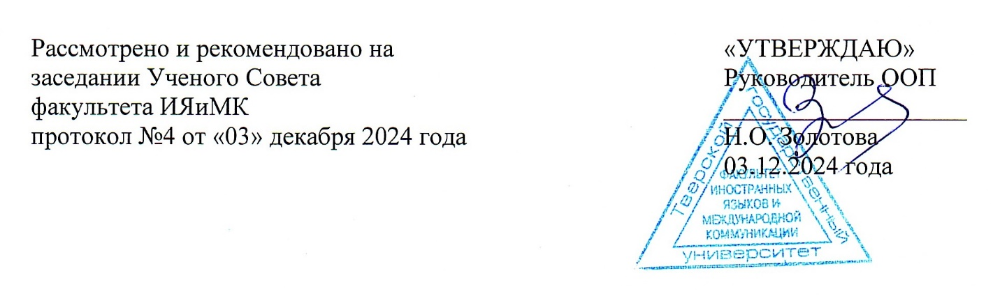 Рассмотрено и рекомендовано на
заседании Ученого Совета
факультета ИЯиМК
протокол №4 от «03» декабря 2024 года
«УТВЕРЖДАЮ»
Руководитель ООП
Н.О. Золотова
03.12.2024 года
Тверской
государственный
университет
ФАКУЛЬТЕТ
ИНОСТРАННЫХ
ЯЗЫКОВ И
МЕЖДУНАРОДНОЙ
КОММУНИКАЦИИ